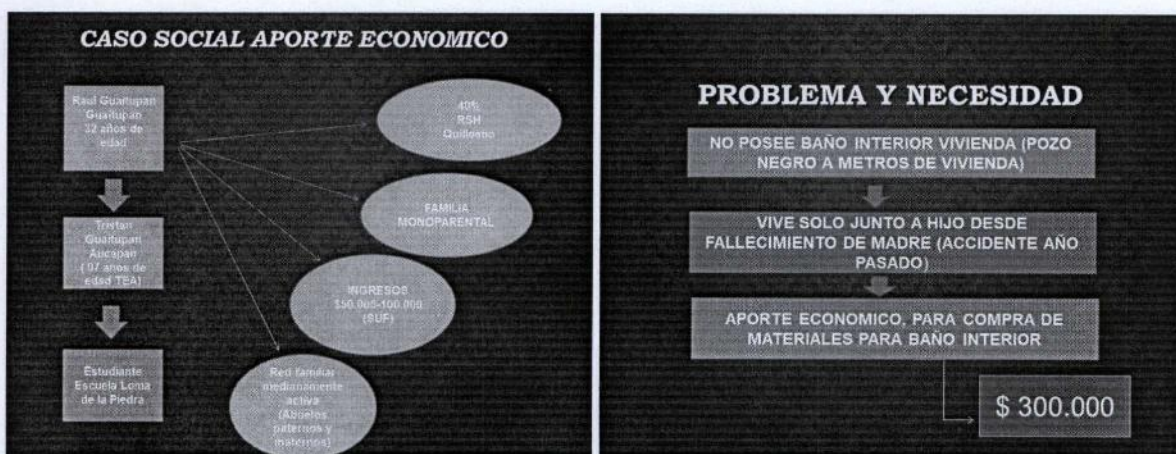 CASO SOCIAL APORTE ECONOMICO
Raul Guaitupan
Guaitupan
32 años de
edad
Tristan
Guaitupan
Aucapan
( 07 años de
edad TEA)
Estudiante
Escuela Loma
de la Piedra
40%
RSH
FAMILIA
MONOPARENTAL
INGRESOS
$50.000-100.000
(SUF)
Red familiar
medianamente
activa
(Abuelos
paternos y
maternos)
PROBLEMA Y NECESIDAD
NO POSEE BAÑO INTERIOR VIVIENDA (POZO
NEGRO A METROS DE VIVIENDA)
VIVE SOLO JUNTO A HIJO DESDE
FALLECIMIENTO DE MADRE (ACCIDENTE AÑO
PASADO)
APORTE ECONOMICO, PARA COMPRA DE
MATERIALES PARA BAÑO INTERIOR
$ 300.000